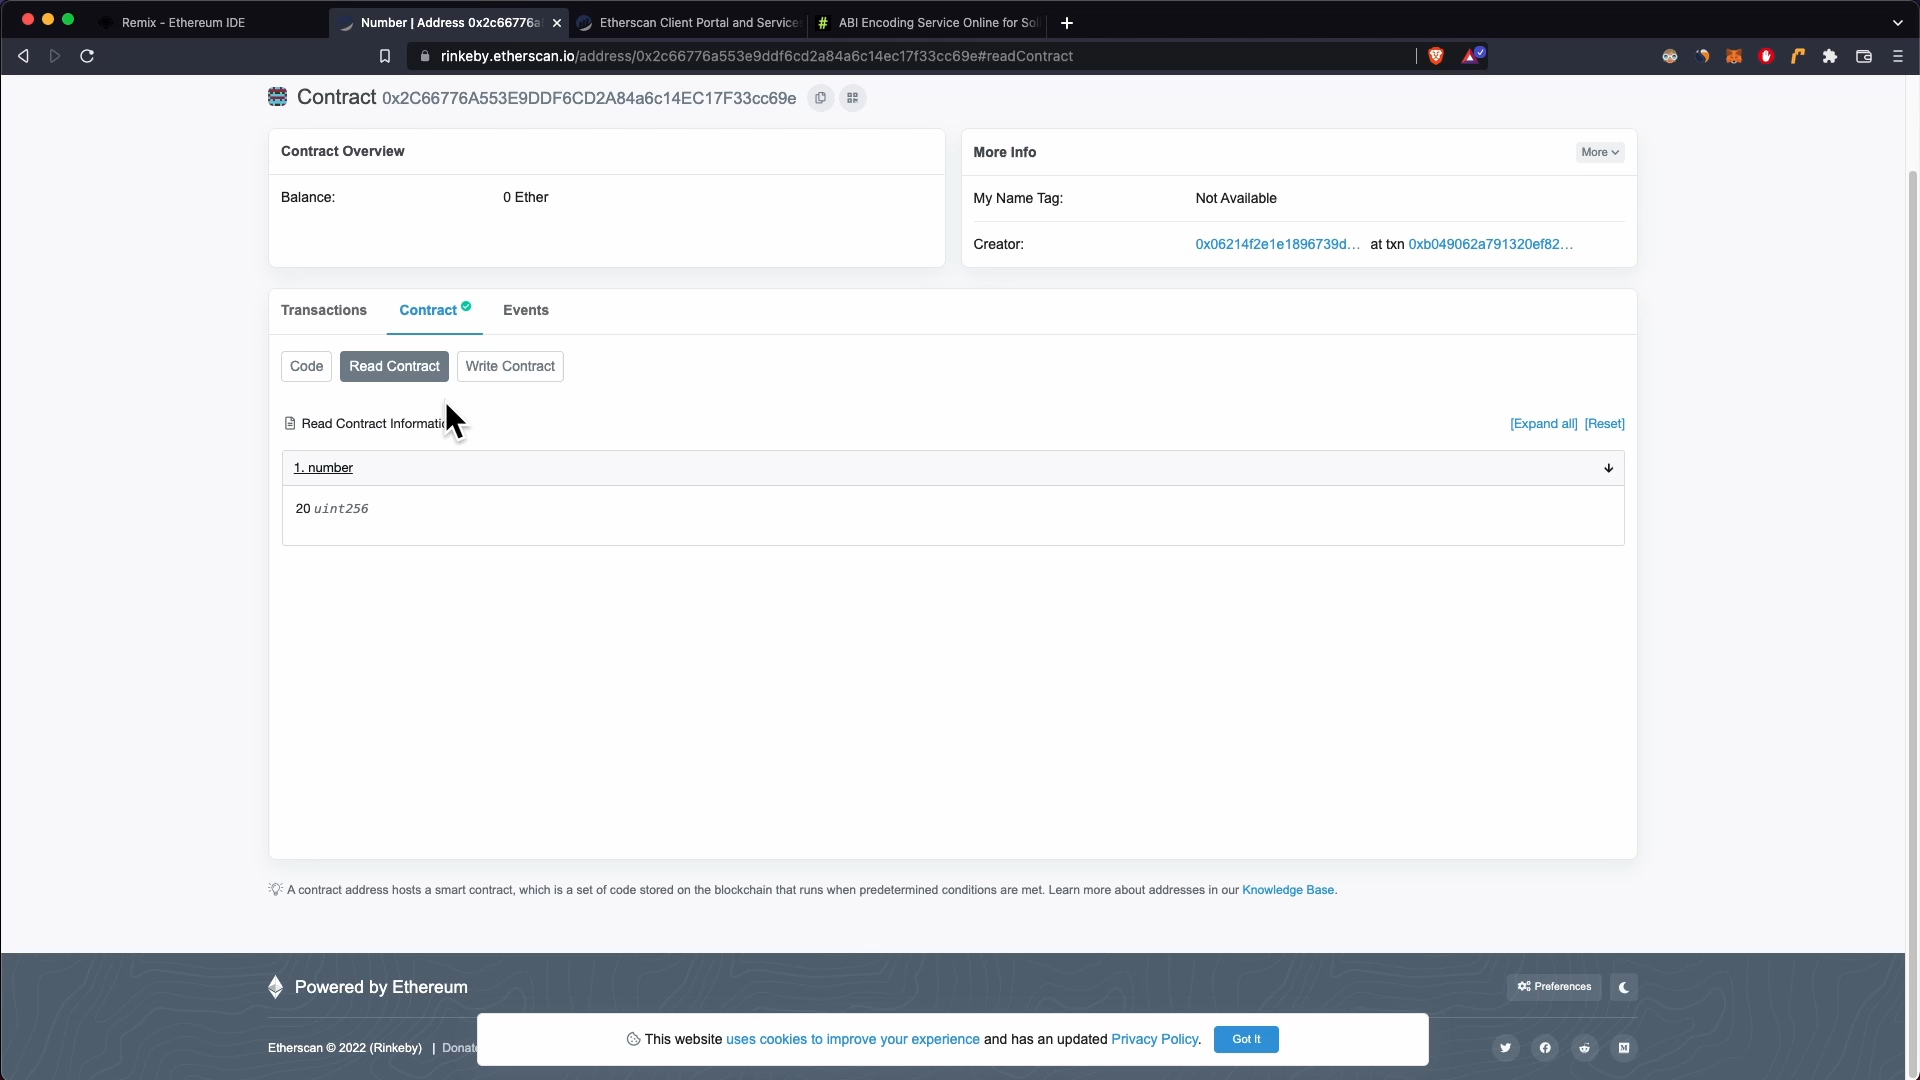 Remix - Ethereum IDE
Number | Address 0x2c66776a
Etherscan Client Portal and Services
ABI Encoding Service Online for Sol
rinkeby.etherscan.io/address/0x2c66776a553e9ddf6cd2a84a6c14ec17f33cc69e#readContract
Contract 0x2C66776A553E9DDF6CD2A84a6c14EC17F33cc69e
Contract Overview
Balance: 0 Ether
More Info
More
My Name Tag: Not Available
Creator: 0x06214f2e1e1896739d... at txn 0xb049062a791320ef82...
Transactions Contract Events
Code Read Contract Write Contract
Read Contract Informatio
[Expand all] [Reset]
1. number
20 uint256
A contract address hosts a smart contract, which is a set of code stored on the blockchain that runs when predetermined conditions are met. Learn more about addresses in our Knowledge Base.
Powered by Ethereum
Preferences
Etherscan © 2022 (Rinkeby) | Donate
This website uses cookies to improve your experience and has an updated Privacy Policy. Got It